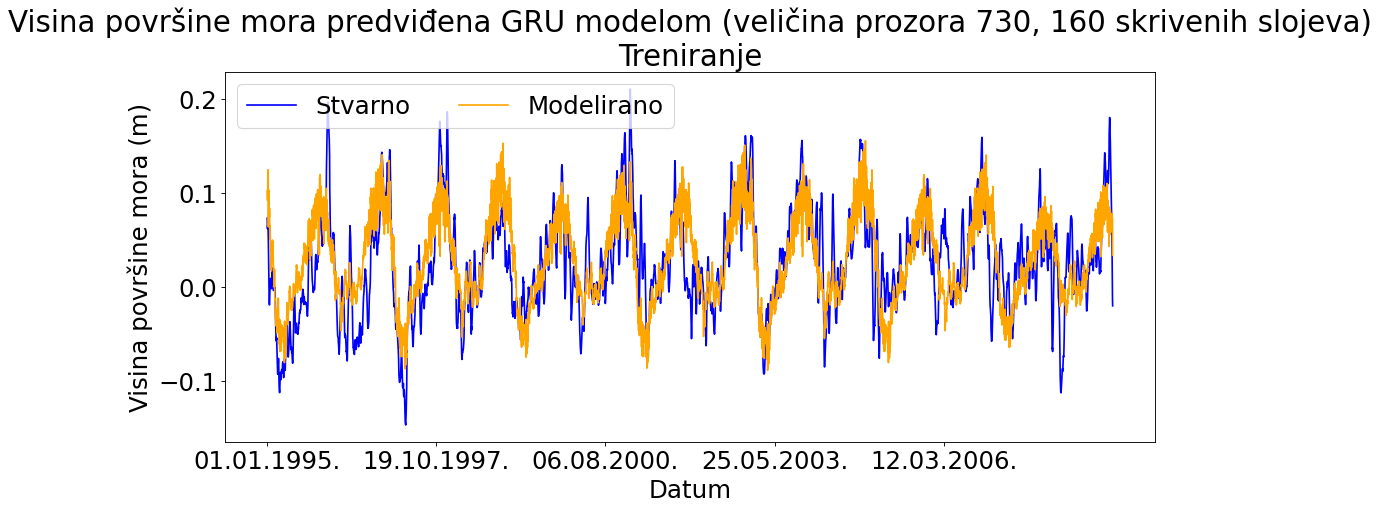 Visina površine mora predviđena GRU modelom (veličina prozora 730, 160 skrivenih slojeva)
Treniranje
Stvarno Modelirano
Visina površine mora (m)
0.2
0.1
0.0
−0.1
01.01.1995. 19.10.1997. 06.08.2000. 25.05.2003. 12.03.2006.
Datum